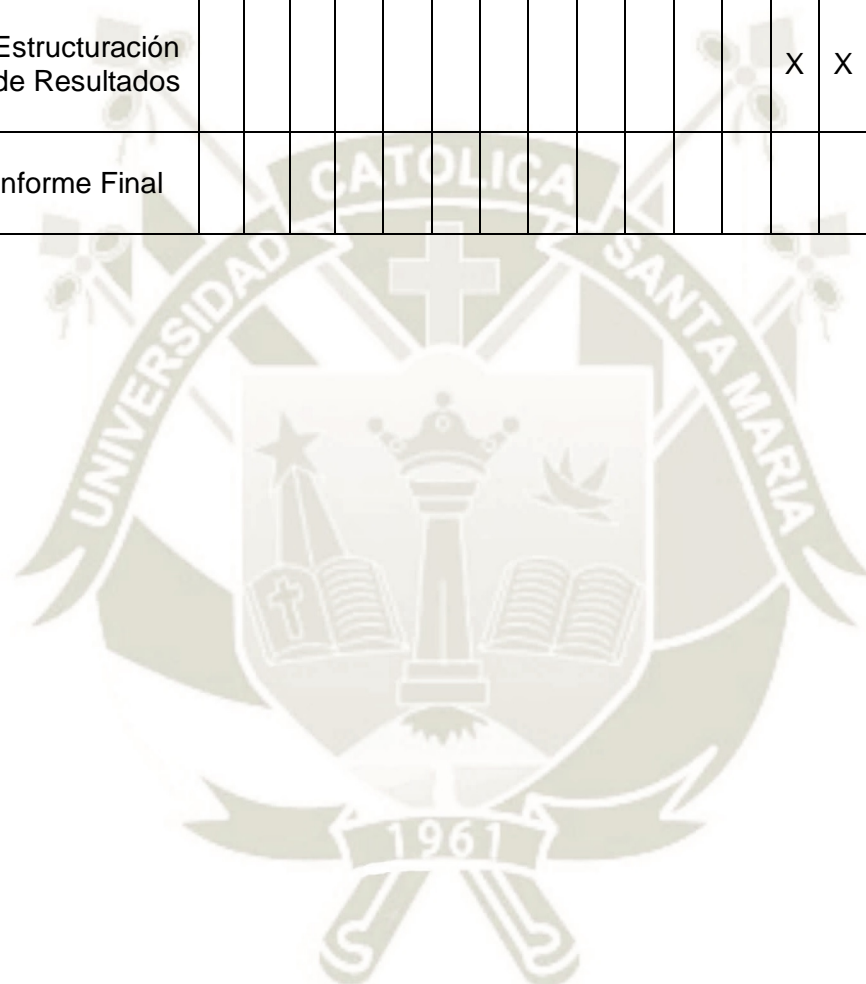 Estructuración
de Resultados
X X
Informe Final
CATOLICA
UNIVERSIDAD
SANTA MARIA
1961